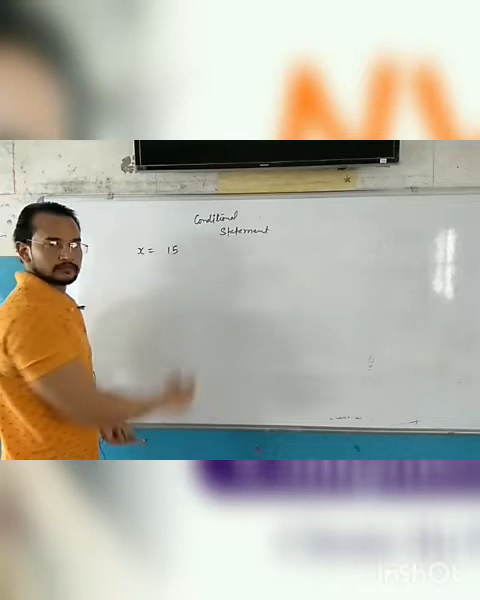 Conditional
Statement
x = 15
inshot